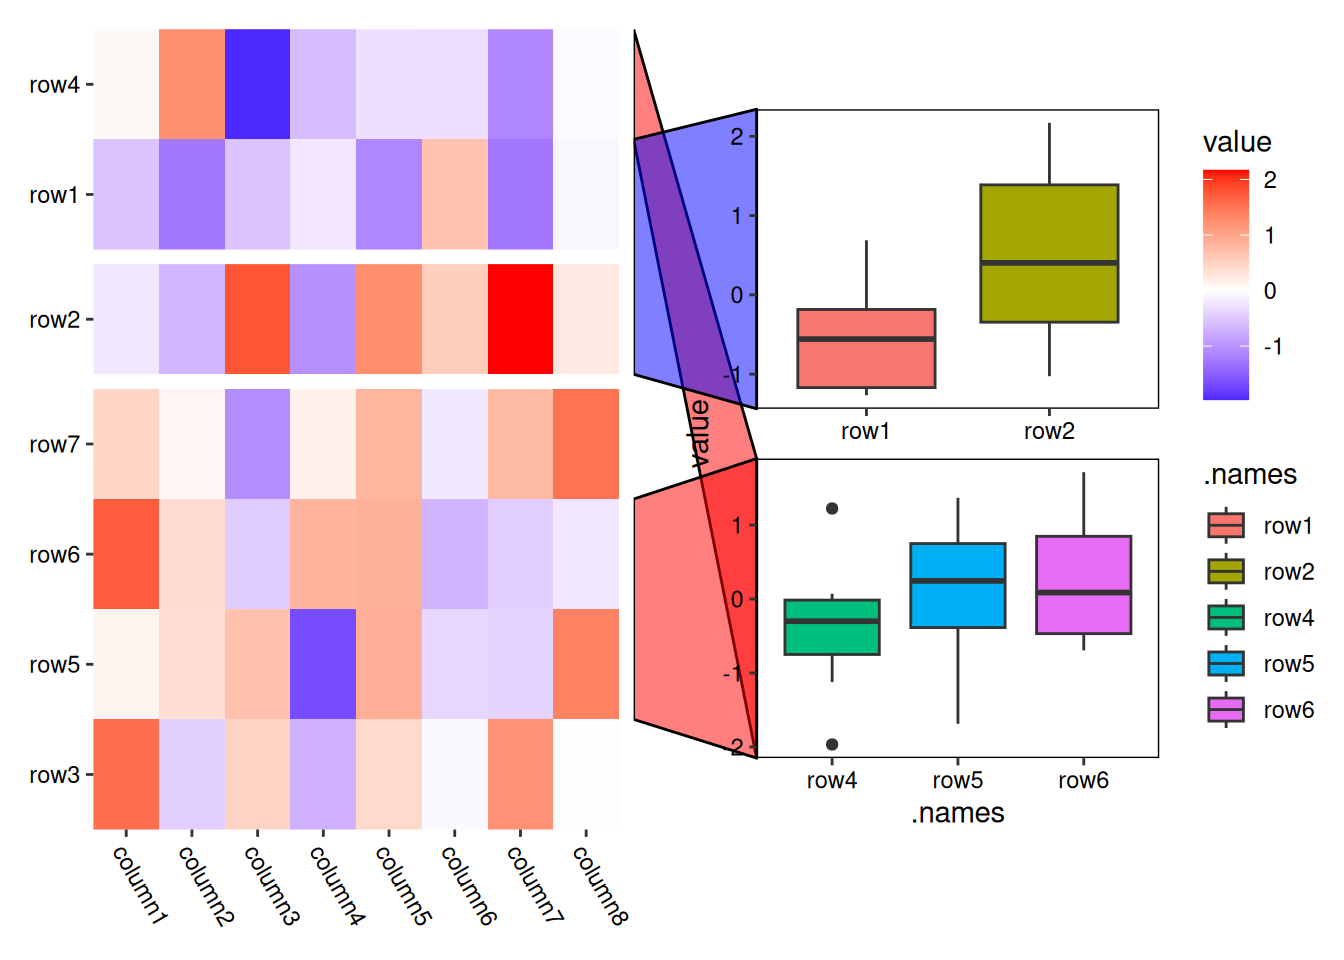 row4
row1
row2
row7
row6
row5
row3
column1
column2
column3
column4
column5
column6
column7
column8
value
2
1
0
-1
row1
row2
1
0
-1
-2
row4
row5
row6
.names
value
2
1
0
-1
.names
row1
row2
row4
row5
row6